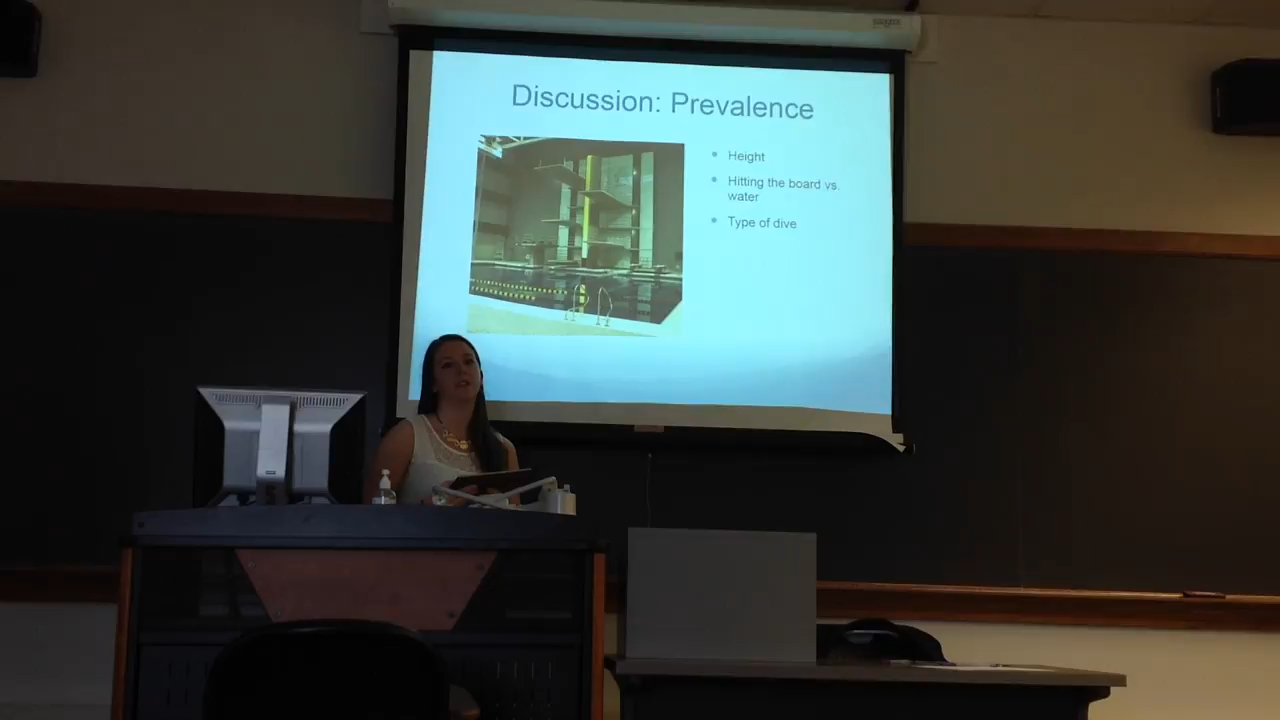 Discussion: Prevalence
Height
Hitting the board vs.
water
Type of dive